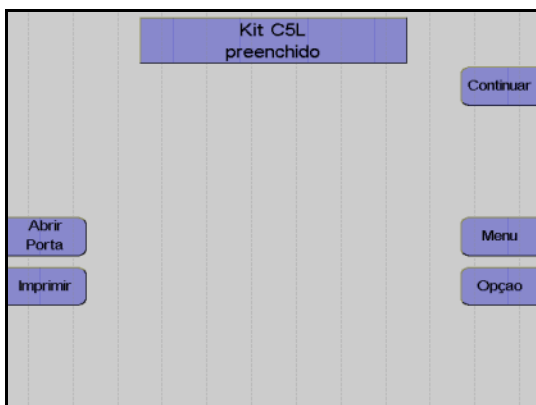 Kit C5L
preenchido
Continuar
Abrir
Porta
Menu
Imprimir
Opçao